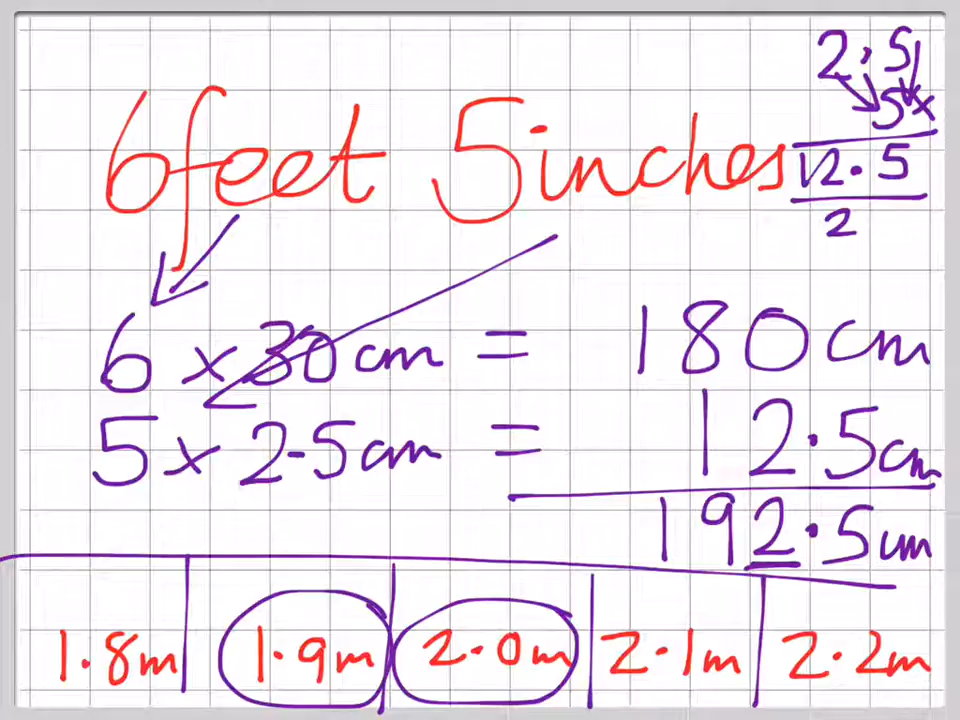 6feet 5inches
2.5
5x
12.5
2
6 x 30cm = 180cm
5 x 2.5cm = 12.5cm
192.5cm
1.8m 1.9m 2.0m 2.1m 2.2m